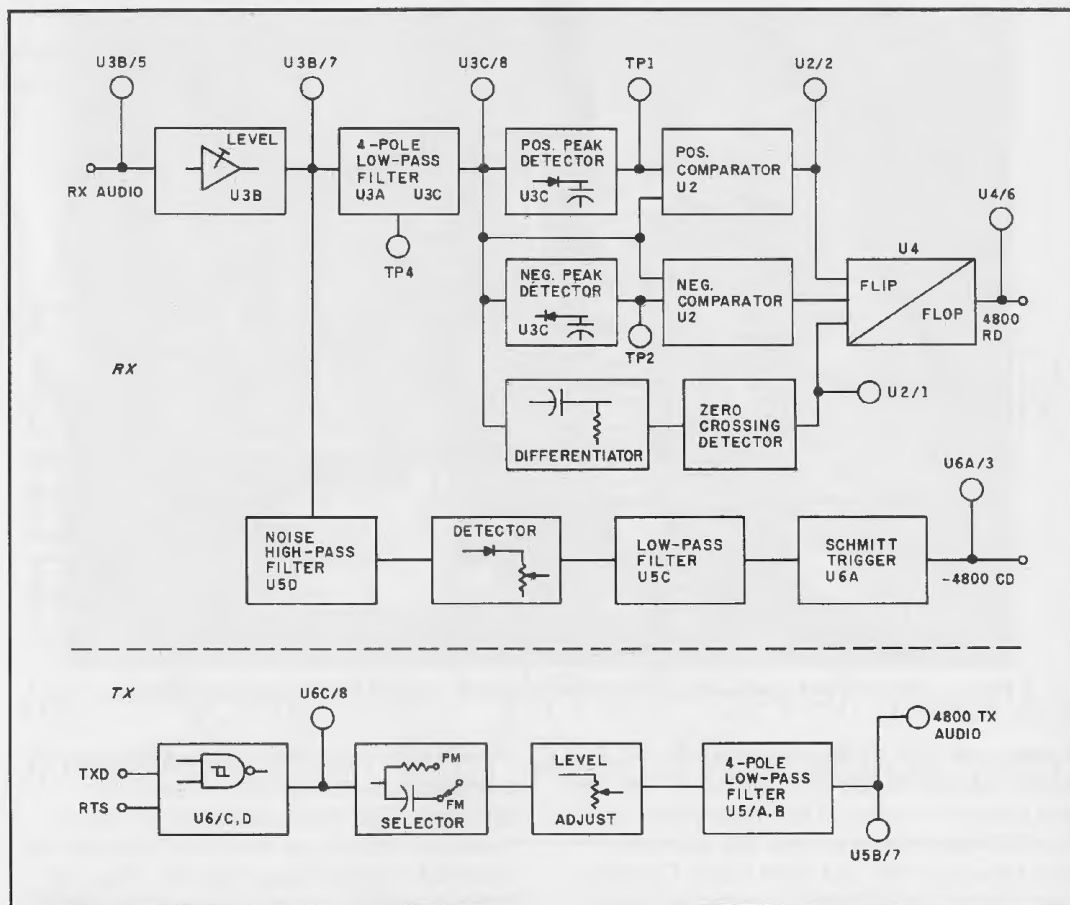 U3B/5
U3B/7
U3C/8
TP1
U2/2
LEVEL
U3B
RX AUDIO
4-POLE
LOW-PASS
FILTER
U3A U3C
TP4
POS. PEAK
DETECTOR
U3C
POS.
COMPARATOR
U2
NEG. PEAK
DETECTOR
U3C
TP2
NEG.
COMPARATOR
U2
U4
FLIP
FLOP
U4/6
4800
RD
RX
DIFFERENTIATOR
ZERO
CROSSING
DETECTOR
U2/1
NOISE
HIGH-PASS
FILTER
U5D
DETECTOR
LOW-PASS
FILTER
U5C
SCHMITT
TRIGGER
U6A
U6A/3
-4800 CD
TX
TXD
RTS
U6/C,D
U6C/8
PM
FM
SELECTOR
LEVEL
ADJUST
4-POLE
LOW-PASS
FILTER
U5/A,B
4800 TX
AUDIO
U5B/7